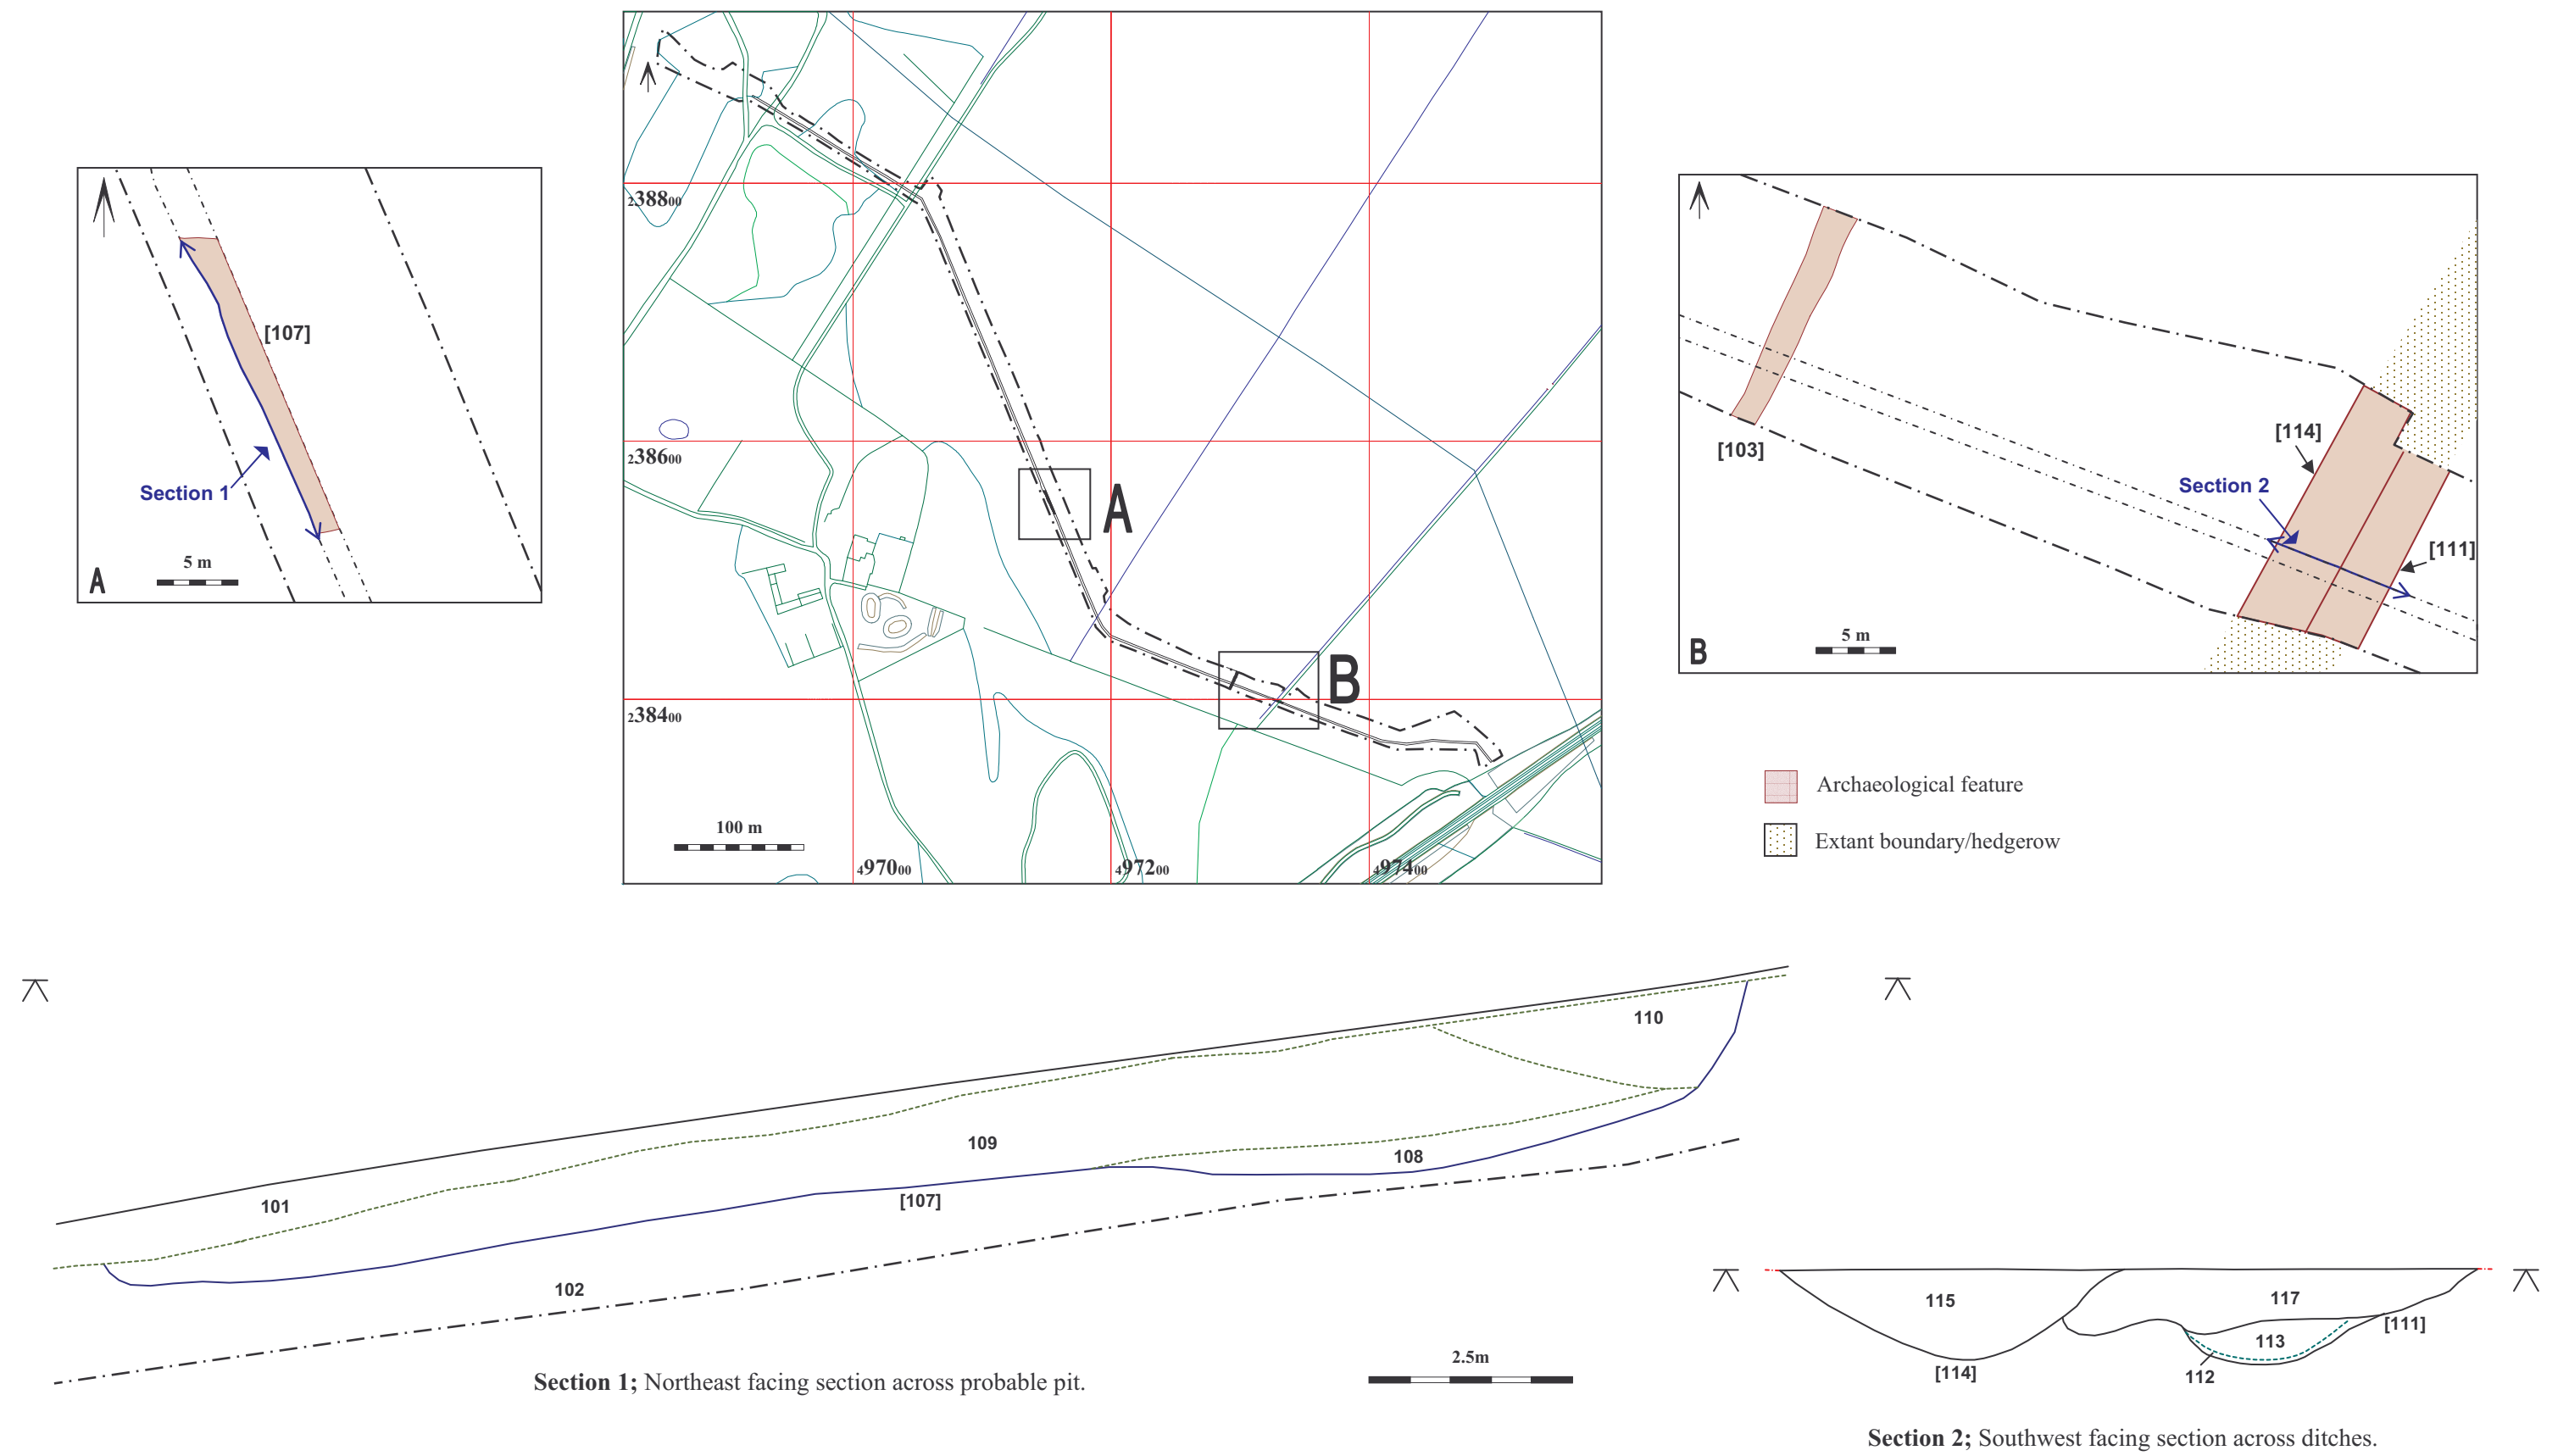 [107]
Section 1
5 m
A
238800
238600
238400
A
B
100 m
497000
497200
497400
[103]
[114]
Section 2
[111]
5 m
B
Archaeological feature
Extant boundary/hedgerow
110
109
108
101
[107]
102
2.5m
Section 1; Northeast facing section across probable pit.
115
117
113
[111]
112
[114]
Section 2; Southwest facing section across ditches.